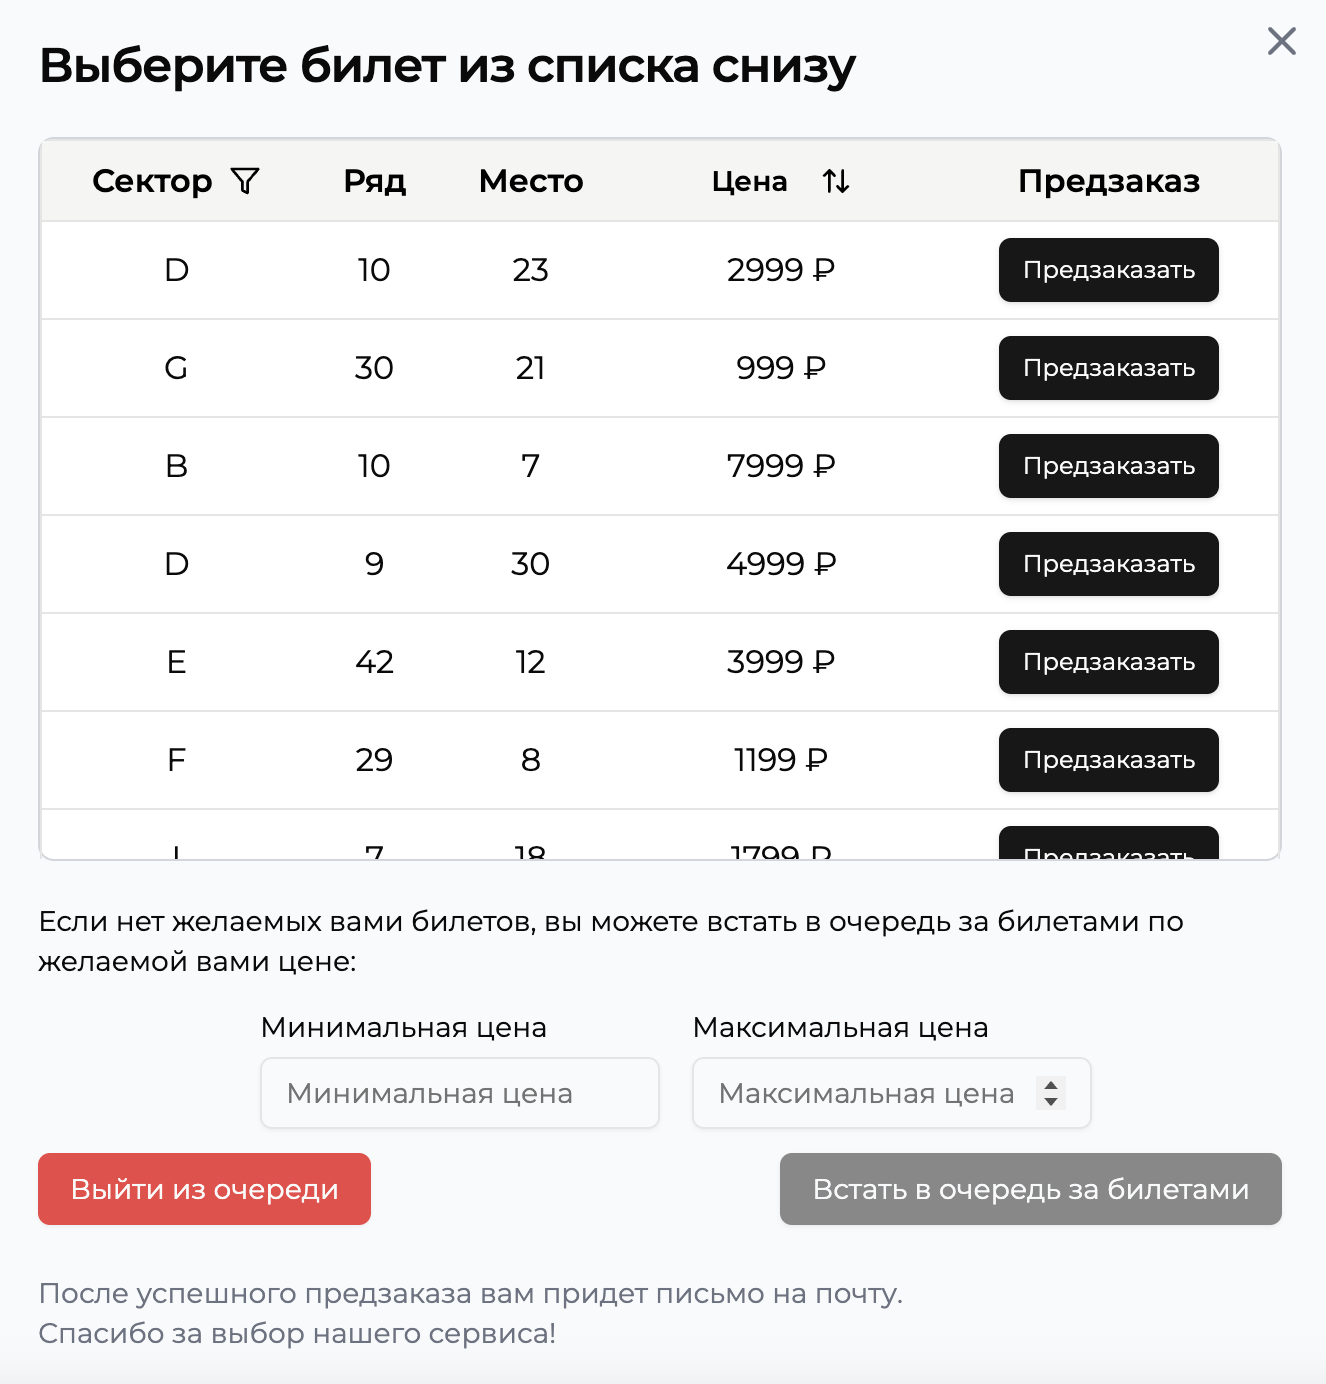 Выберите билет из списка снизу
Сектор Ряд Место Цена Предзаказ
D 10 23 2999 ₽ Предзаказать
G 30 21 999 ₽ Предзаказать
B 10 7 7999 ₽ Предзаказать
D 9 30 4999 ₽ Предзаказать
E 42 12 3999 ₽ Предзаказать
F 29 8 1199 ₽ Предзаказать
7 18 1799 ₽ Предзаказать
Если нет желаемых вами билетов, вы можете встать в очередь за билетами по
желаемой вами цене:
Минимальная цена Максимальная цена
Минимальная цена Максимальная цена
Выйти из очереди Встать в очередь за билетами
После успешного предзаказа вам придет письмо на почту.
Спасибо за выбор нашего сервиса!